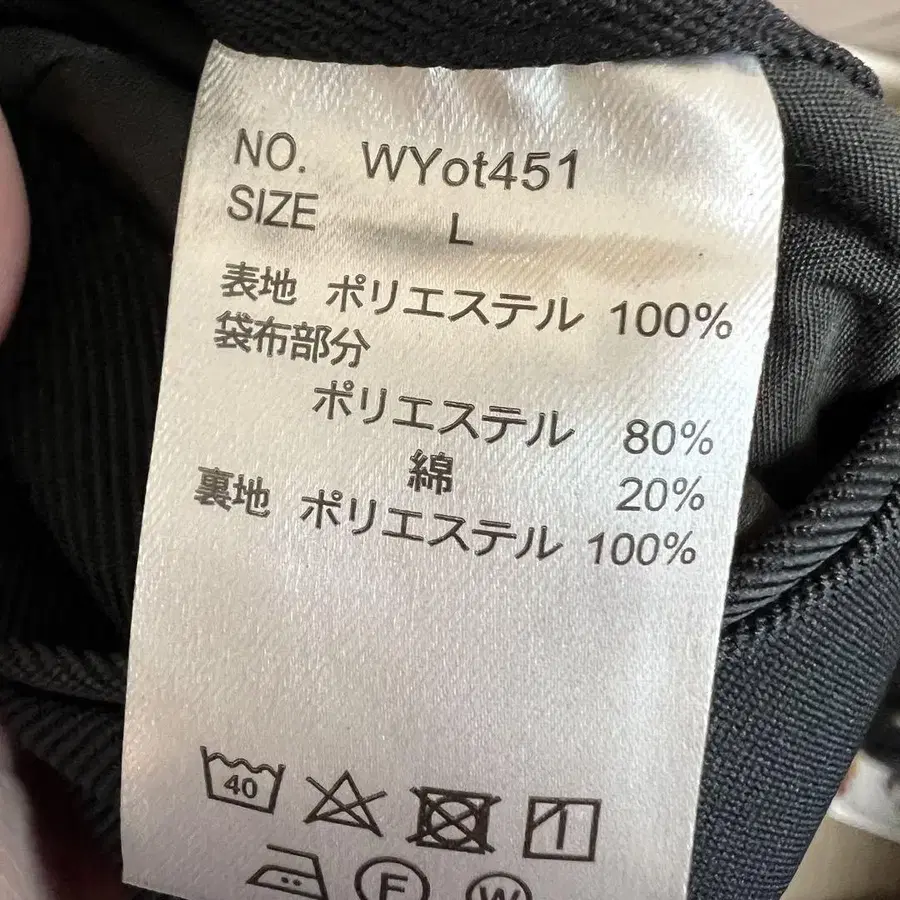 NO. WYot451
SIZE L
表地 ポリエステル 100%
袋布部分
ポリエステル 80%
綿 20%
裏地 ポリエステル 100%
40
F W